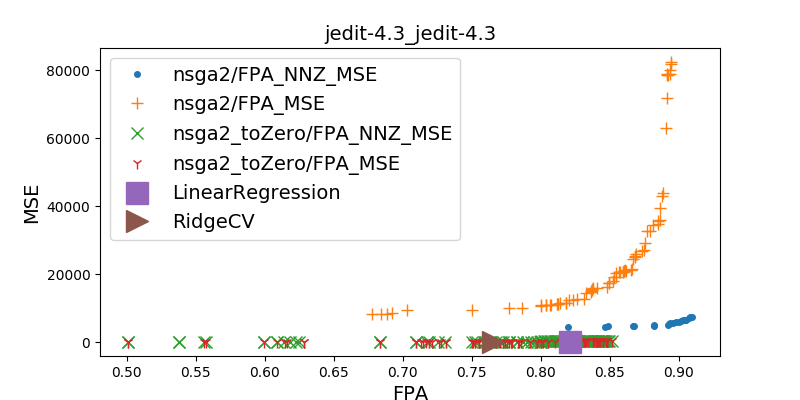 jedit-4.3_jedit-4.3
nsga2/FPA_NNZ_MSE
nsga2/FPA_MSE
nsga2_toZero/FPA_NNZ_MSE
nsga2_toZero/FPA_MSE
LinearRegression
RidgeCV
MSE
80000
60000
40000
20000
0
0.50 0.55 0.60 0.65 0.70 0.75 0.80 0.85 0.90
FPA